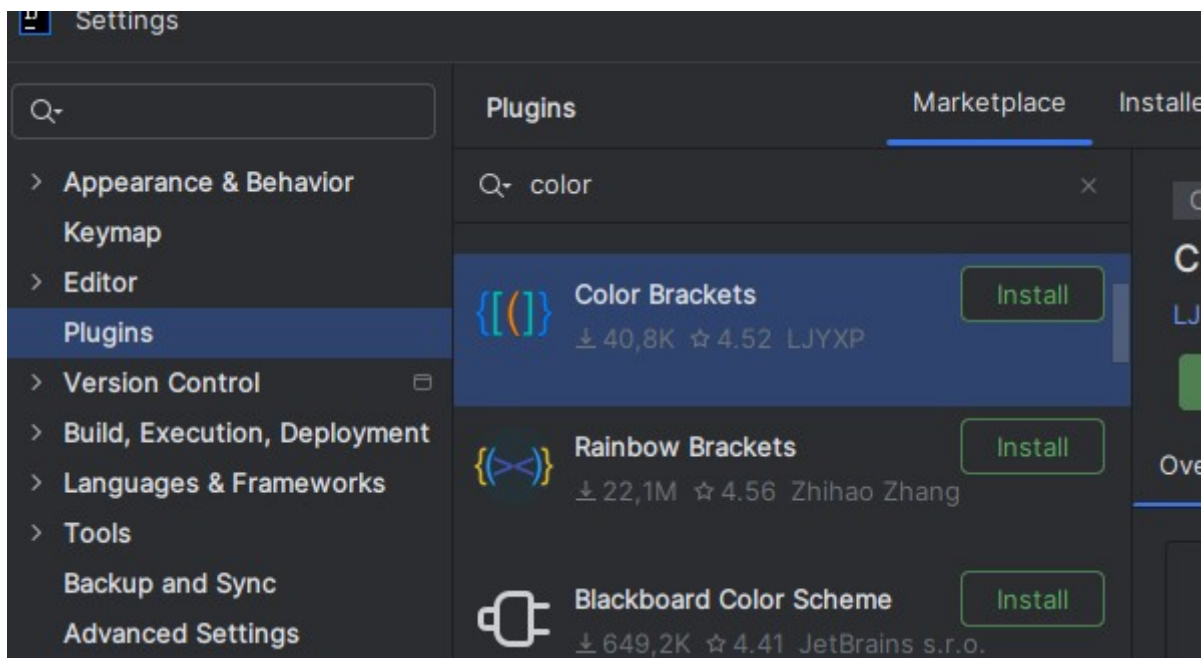 Settings
Plugins
Marketplace
Appearance & Behavior
Keymap
Editor
Plugins
Version Control
Build, Execution, Deployment
Languages & Frameworks
Tools
Backup and Sync
Advanced Settings
color
Color Brackets
Install
40,8K 4.52 LJYXP
Rainbow Brackets
Install
22,1M 4.56 Zhihao Zhang
Blackboard Color Scheme
Install
649,2K 4.41 JetBrains s.r.o.